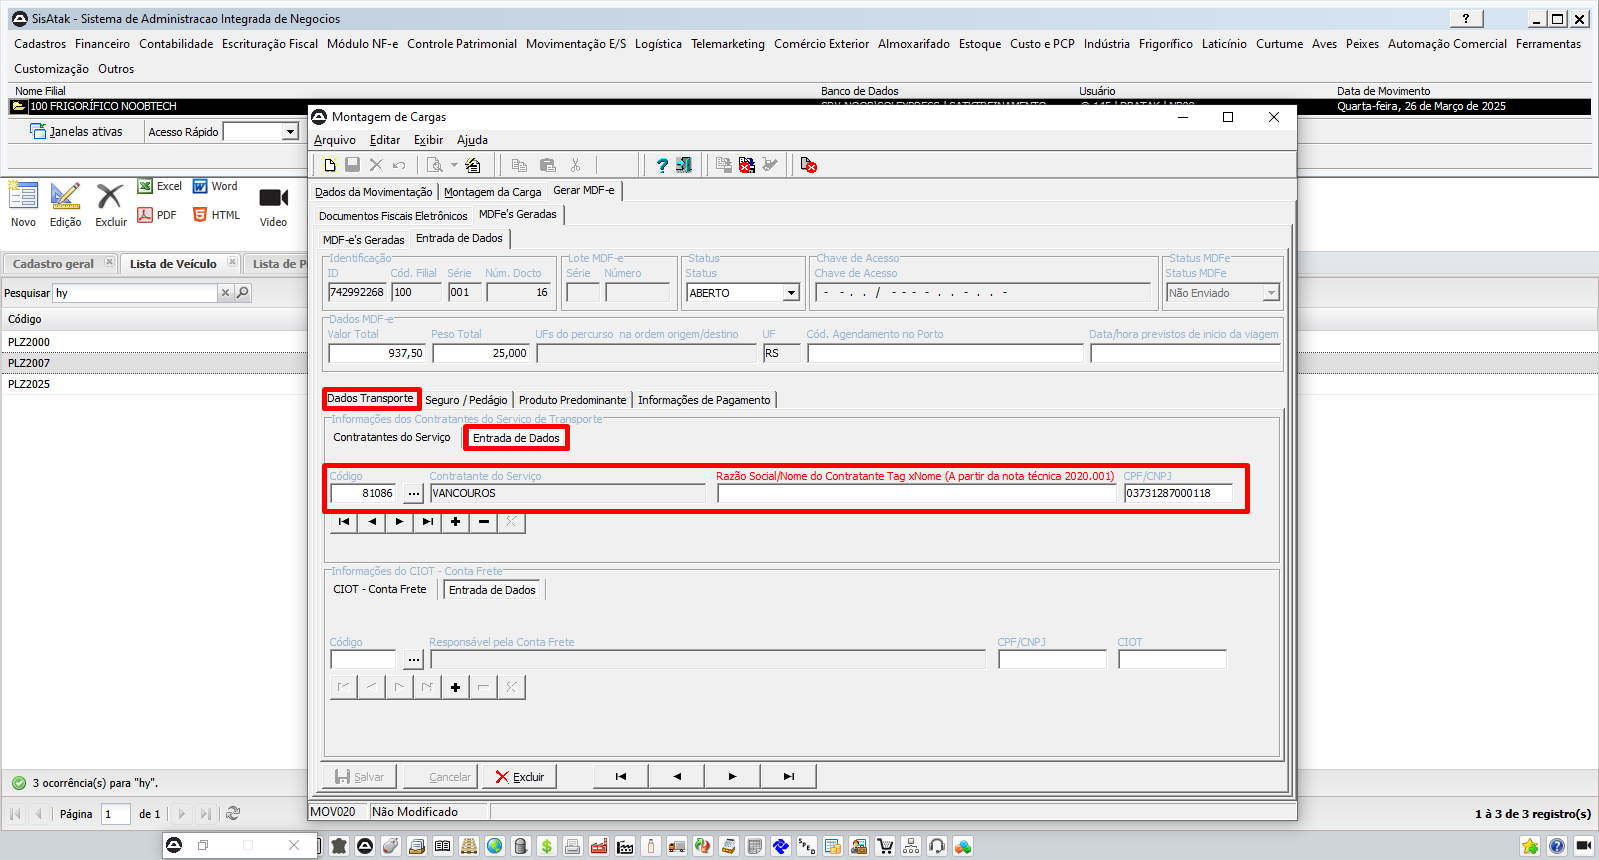 SisAtak - Sistema de Administracao Integrada de Negocios
?
Cadastros Financeiro Contabilidade Escrituração Fiscal Módulo NF-e Controle Patrimonial Movimentação E/S Logística Telemarketing Comércio Exterior Almoxarifado Estoque Custo e PCP Indústria Frigorífico Laticínio Curtume Aves Peixes Automação Comercial Ferramentas
Customização Outros
Nome Filial Banco de Dados Usuário Data de Movimento
100 FRIGORÍFICO NOOBTECH Quarta-feira, 26 de Março de 2025
Janelas ativas Acesso Rápido
Montagem de Cargas
Arquivo Editar Exibir Ajuda
Dados da Movimentação Montagem da Carga Gerar MDF-e
Documentos Fiscais Eletrônicos MDFe's Geradas
MDF-e's Geradas Entrada de Dados
Novo Edição Excluir Excel Word PDF HTML Video
Cadastro geral Lista de Veículo Lista de P
Pesquisar hy
Código
PLZ2000
PLZ2007
PLZ2025
Identificação Lote MDF-e Status Chave de Acesso Status MDFe
ID Cód. Filial Série Núm. Docto Série Número Status Chave de Acesso Status MDFe
742992268 100 001 16 ABERTO - - . . / - - - - . . - . . - Não Enviado
Dados MDF-e
Valor Total Peso Total UFs do percurso na ordem origem/destino UF Cód. Agendamento no Porto Data/hora previstos de inicio da viagem
937,50 25,000 RS
Dados Transporte Seguro / Pedágio Produto Predominante Informações de Pagamento
Informações dos Contratantes do Serviço de Transporte
Contratantes do Serviço Entrada de Dados
Código Contratante do Serviço Razão Social/Nome do Contratante Tag xNome (A partir da nota técnica 2020.001) CPF/CNPJ
81086 ... VANCOUROS 03731287000118
Informações do CIOT - Conta Frete
CIOT - Conta Frete Entrada de Dados
Código Responsável pela Conta Frete CPF/CNPJ CIOT
...
Salvar Cancelar Excluir
MOV020 Não Modificado
3 ocorrência(s) para "hy".
Página 1 de 1
1 à 3 de 3 registro(s)